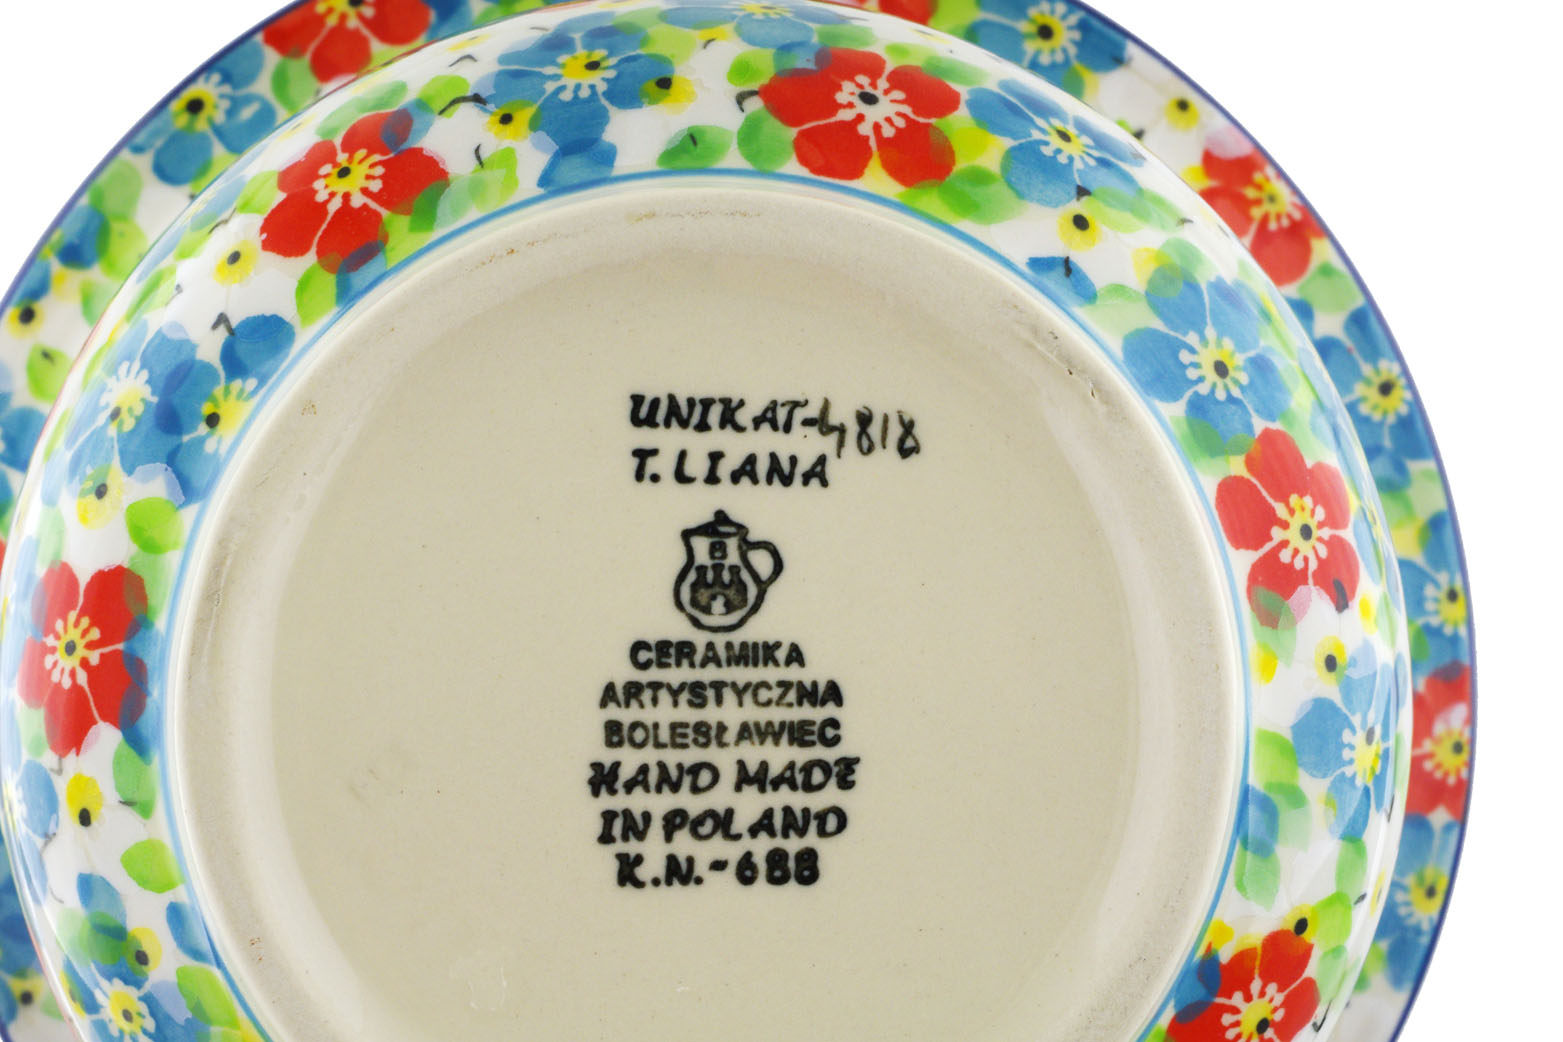 UNIKAT-4818
T. LIANA
B
CERAMIKA
ARTYSTYCZNA
BOLESŁAWIEC
HAND MADE
IN POLAND
K.N.-688